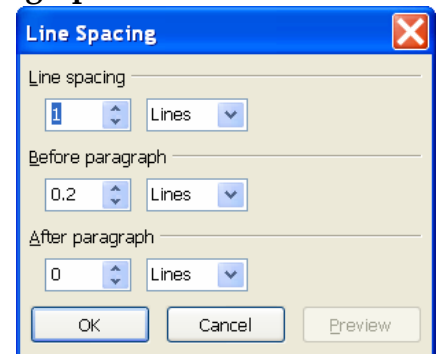 Line Spacing
Line spacing
1 Lines
Before paragraph
0.2 Lines
After paragraph
0 Lines
OK Cancel Preview